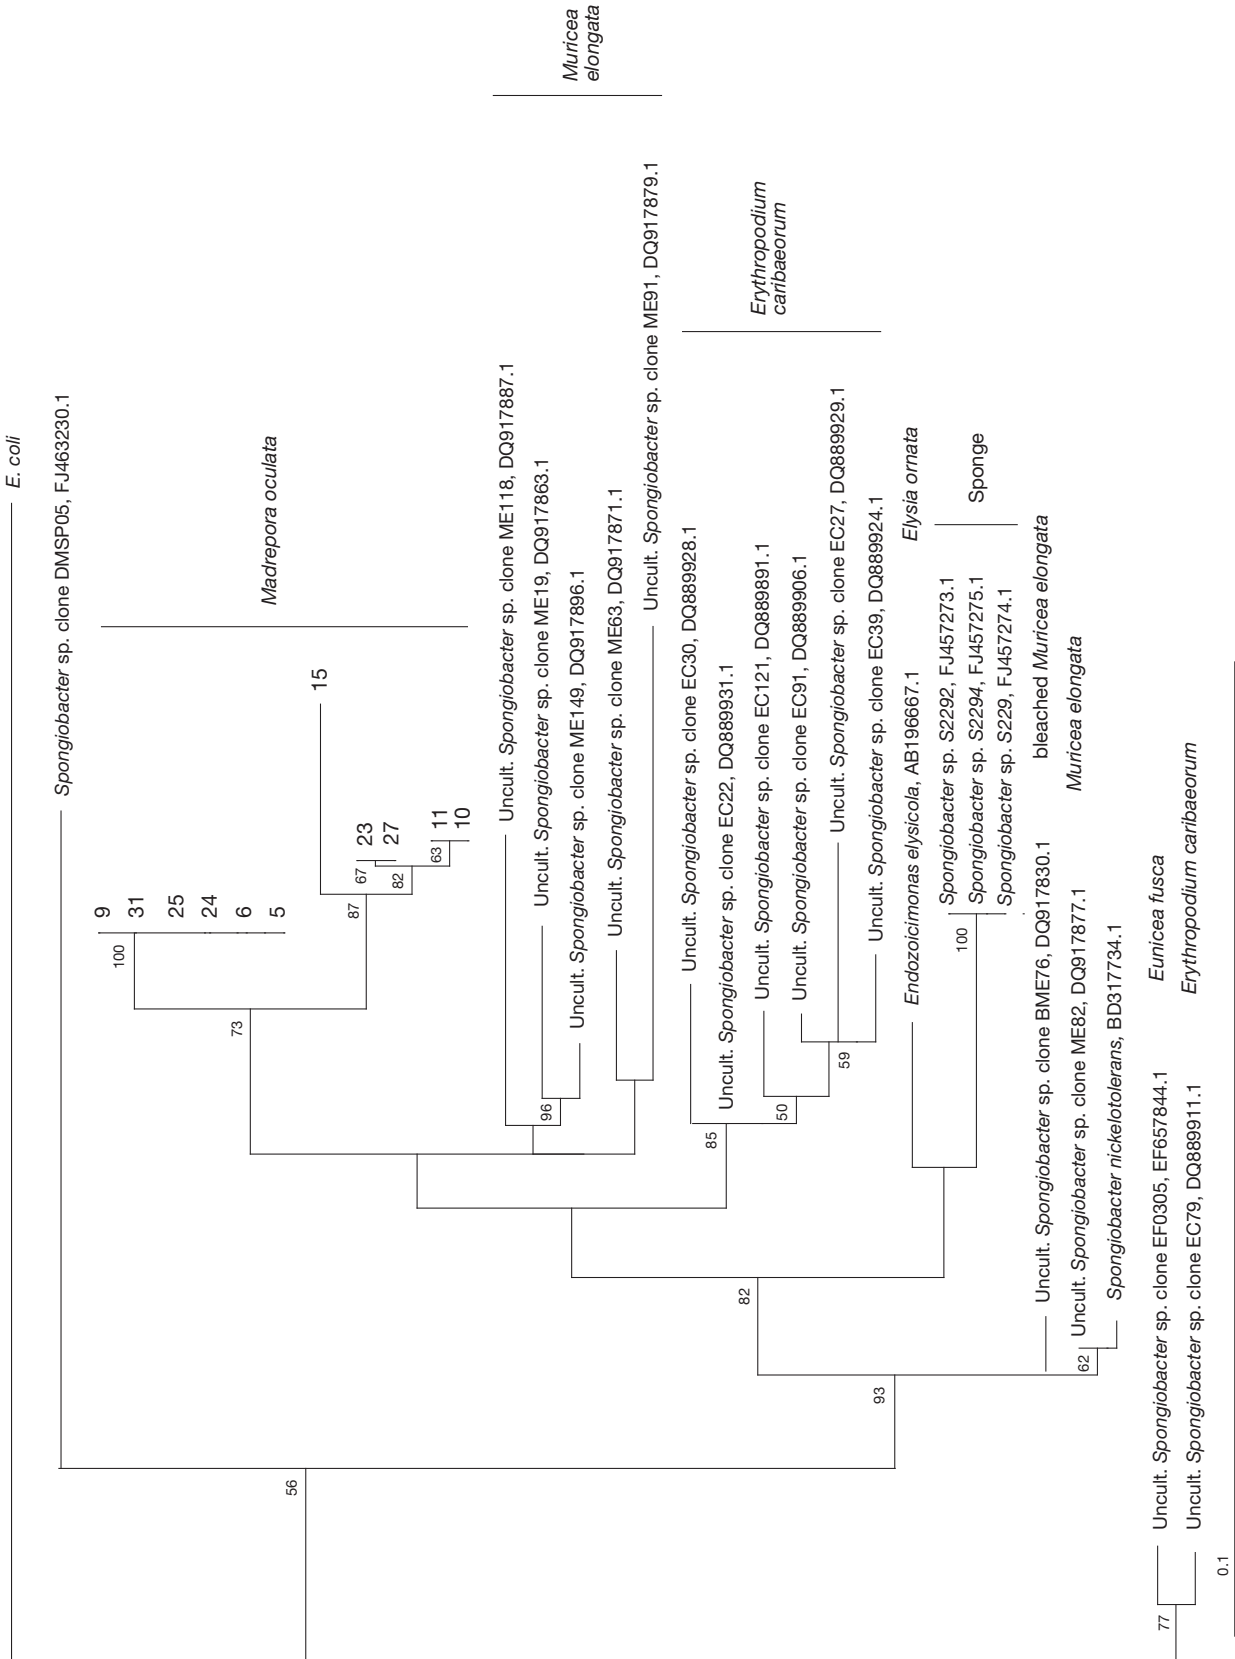 E. coli
Spongiobacter sp. clone DMSP05, FJ463230.1
Madrepora oculata
9
31
25
24
6
5
100
15
23
27
11
10
67
82
63
87
73
Muricea
elongata
Uncult. Spongiobacter sp. clone ME118, DQ917887.1
Uncult. Spongiobacter sp. clone ME19, DQ917863.1
Uncult. Spongiobacter sp. clone ME149, DQ917896.1
96
Uncult. Spongiobacter sp. clone ME63, DQ917871.1
Uncult. Spongiobacter sp. clone ME91, DQ917879.1
Erythropodium
caribaeorum
Uncult. Spongiobacter sp. clone EC30, DQ889928.1
Uncult. Spongiobacter sp. clone EC22, DQ889931.1
85
Uncult. Spongiobacter sp. clone EC121, DQ889891.1
50
Uncult. Spongiobacter sp. clone EC91, DQ889906.1
Uncult. Spongiobacter sp. clone EC27, DQ889929.1
59
Uncult. Spongiobacter sp. clone EC39, DQ889924.1
Endozoicimonas elysicola, AB196667.1 Elysia ornata
Spongiobacter sp. S2292, FJ457273.1
Spongiobacter sp. S2294, FJ457275.1
Spongiobacter sp. S229, FJ457274.1
100
Sponge
82
Uncult. Spongiobacter sp. clone BME76, DQ917830.1 bleached Muricea elongata
Uncult. Spongiobacter sp. clone ME82, DQ917877.1 Muricea elongata
62
Spongiobacter nickelotolerans, BD317734.1
93
56
Uncult. Spongiobacter sp. clone EF0305, EF657844.1 Eunicea fusca
Uncult. Spongiobacter sp. clone EC79, DQ889911.1 Erythropodium caribaeorum
77
0.1